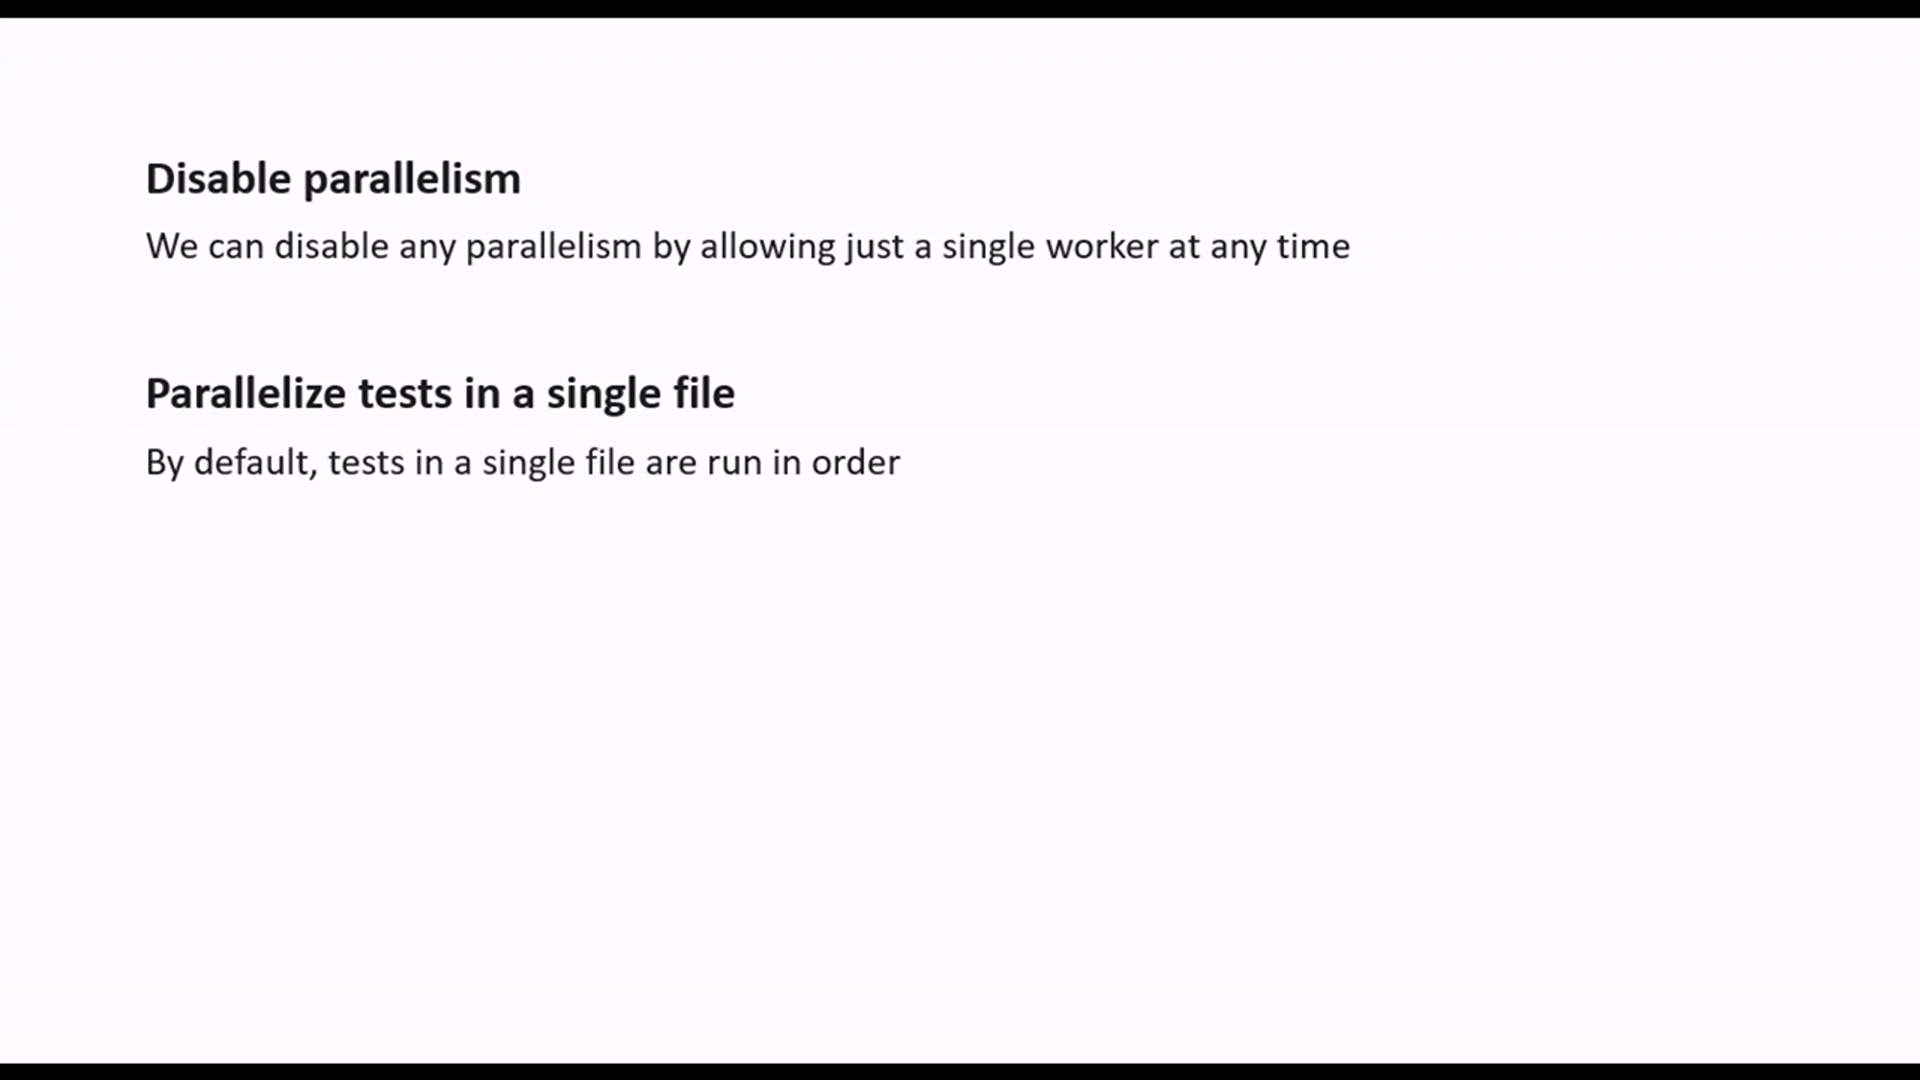 Disable parallelism
We can disable any parallelism by allowing just a single worker at any time
Parallelize tests in a single file
By default, tests in a single file are run in order